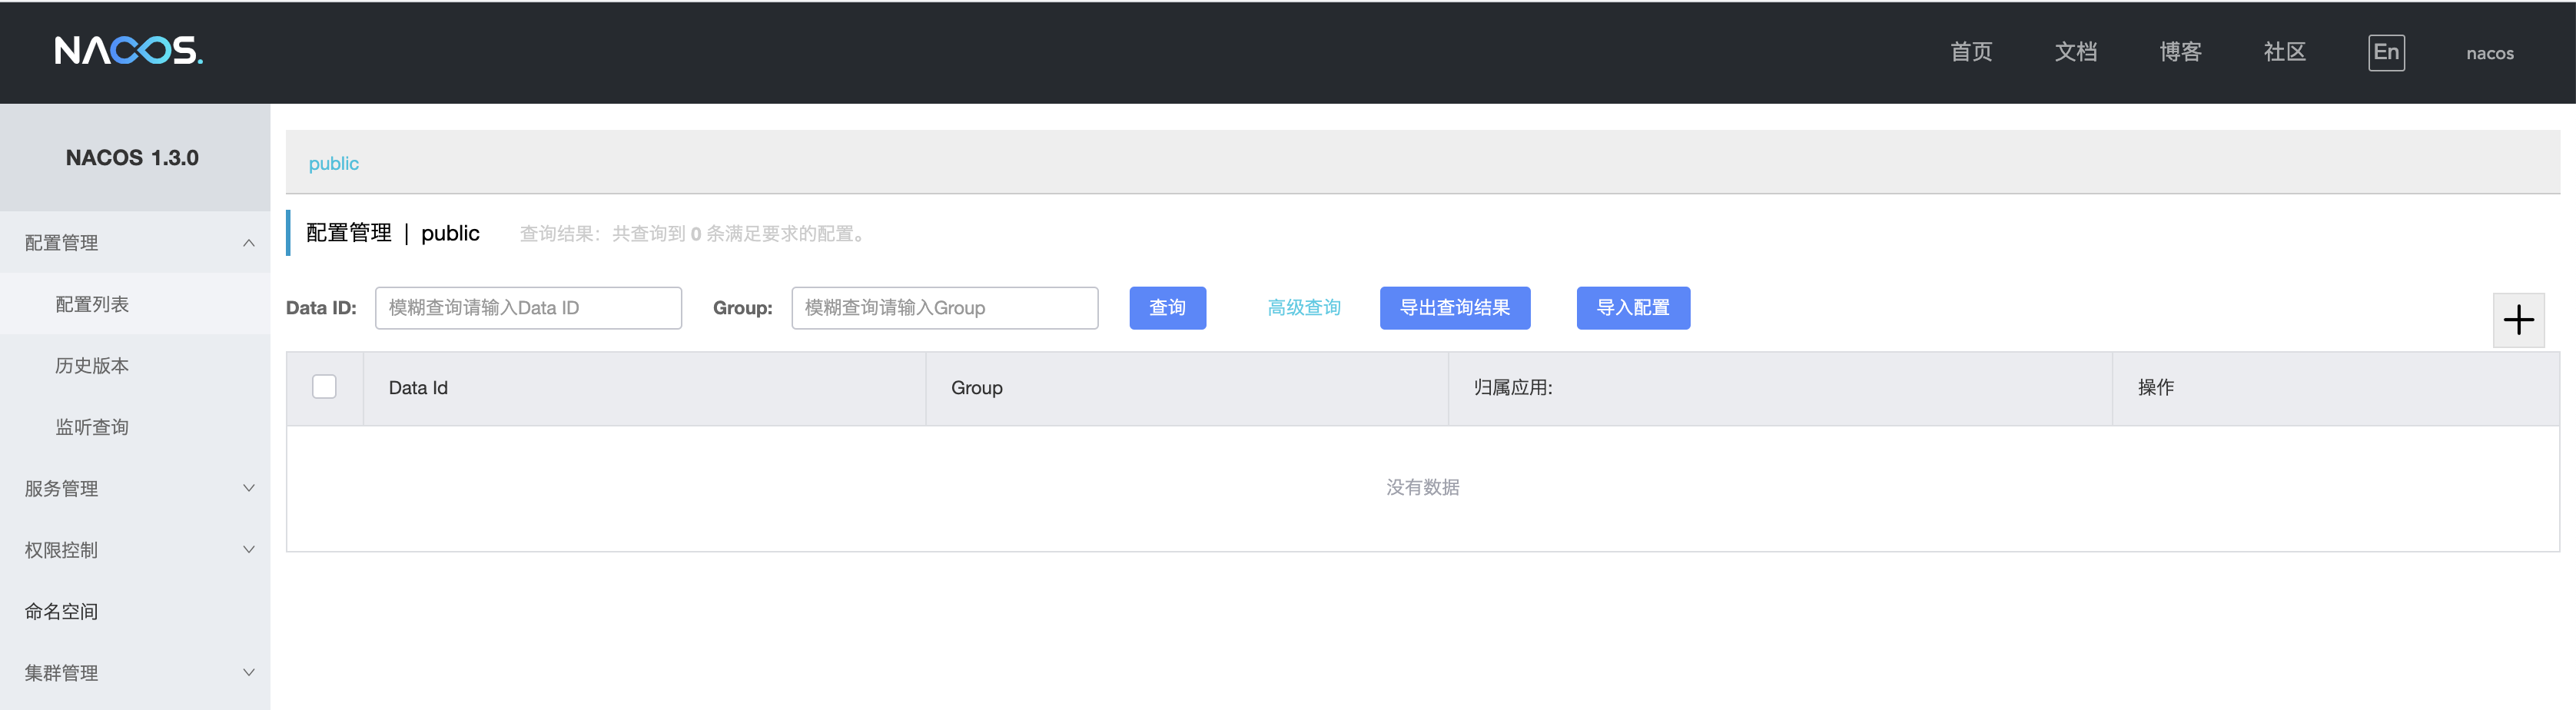 NACOS. 首页 文档 博客 社区 En nacos
NACOS 1.3.0
配置管理
配置列表
历史版本
监听查询
服务管理
权限控制
命名空间
集群管理
public
配置管理 | public 查询结果：共查询到 0 条满足要求的配置。
Data ID: 模糊查询请输入Data ID Group: 模糊查询请输入Group 查询 高级查询 导出查询结果 导入配置
Data Id Group 归属应用: 操作
没有数据